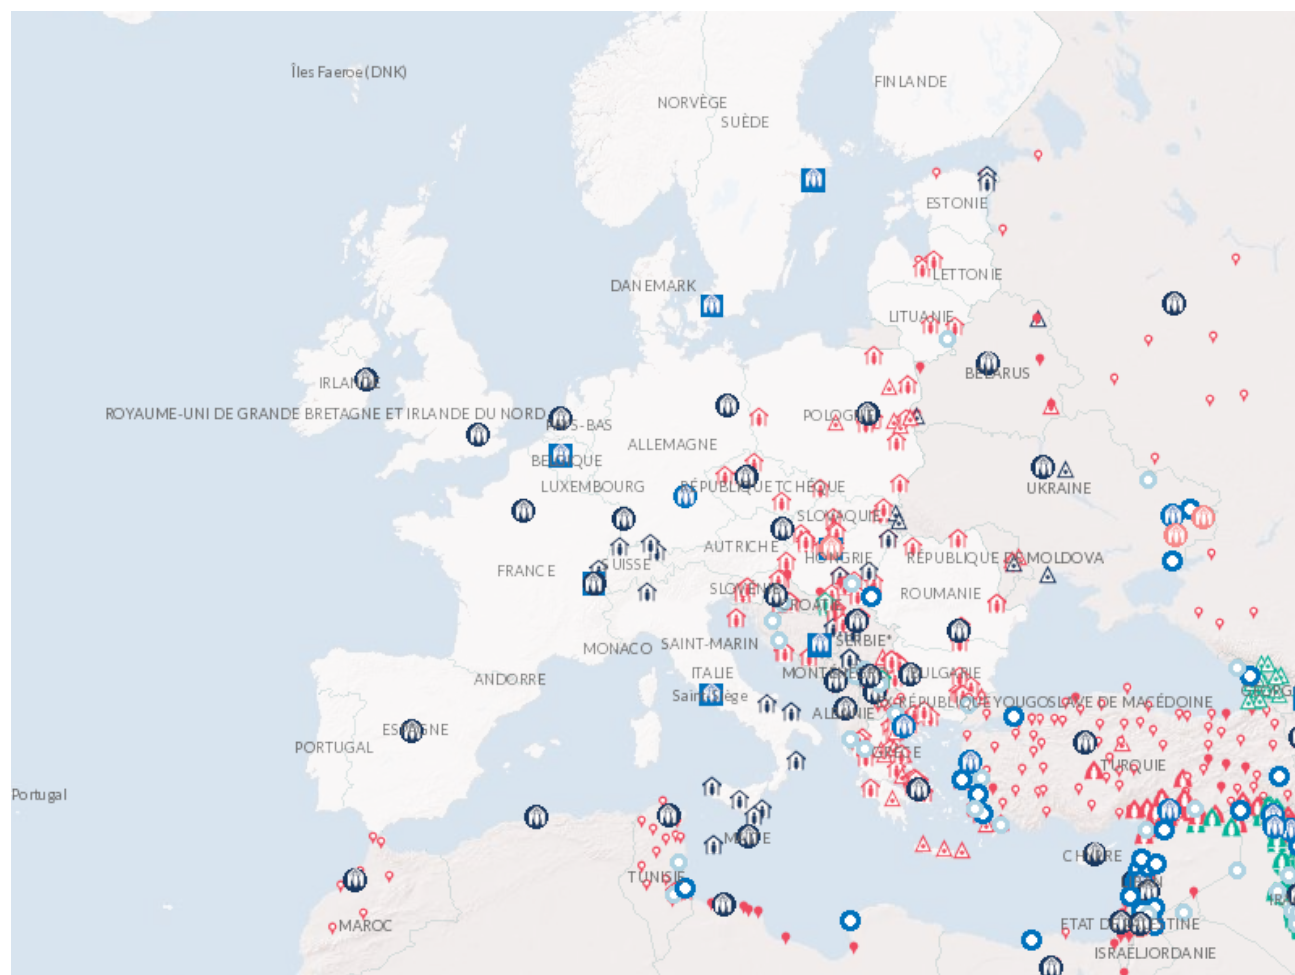 Îles Faeroe (DNK)
FINLANDE
NORVÈGE
SUÈDE
ESTONIE
LETTONIE
DANEMARK
LITUANIE
BELARUS
IRLANDE
ROYAUME-UNI DE GRANDE BRETAGNE ET IRLANDE DU NORD
PAYS-BAS
POLOGNE
ALLEMAGNE
BELGIQUE
LUXEMBOURG
RÉPUBLIQUE TCHÈQUE
UKRAINE
SLOVAQUIE
AUTRICHE
HONGRIE
RÉPUBLIQUE DE MOLDOVA
FRANCE
SUISSE
SLOVÉNIE
ROUMANIE
CROATIE
MONACO
SAINT-MARIN
SERBIE*
ANDORRE
ITALIE
MONTÉNÉGRO
BULGARIE
Saint-Siège
EX-RÉPUBLIQUE YOUGOSLAVE DE MACÉDOINE
ALBANIE
ESPAGNE
PORTUGAL
GRÈCE
TURQUIE
Portugal
MALTE
CHYPRE
TUNISIE
MAROC
ETAT DE PALESTINE
ISRAËL
JORDANIE